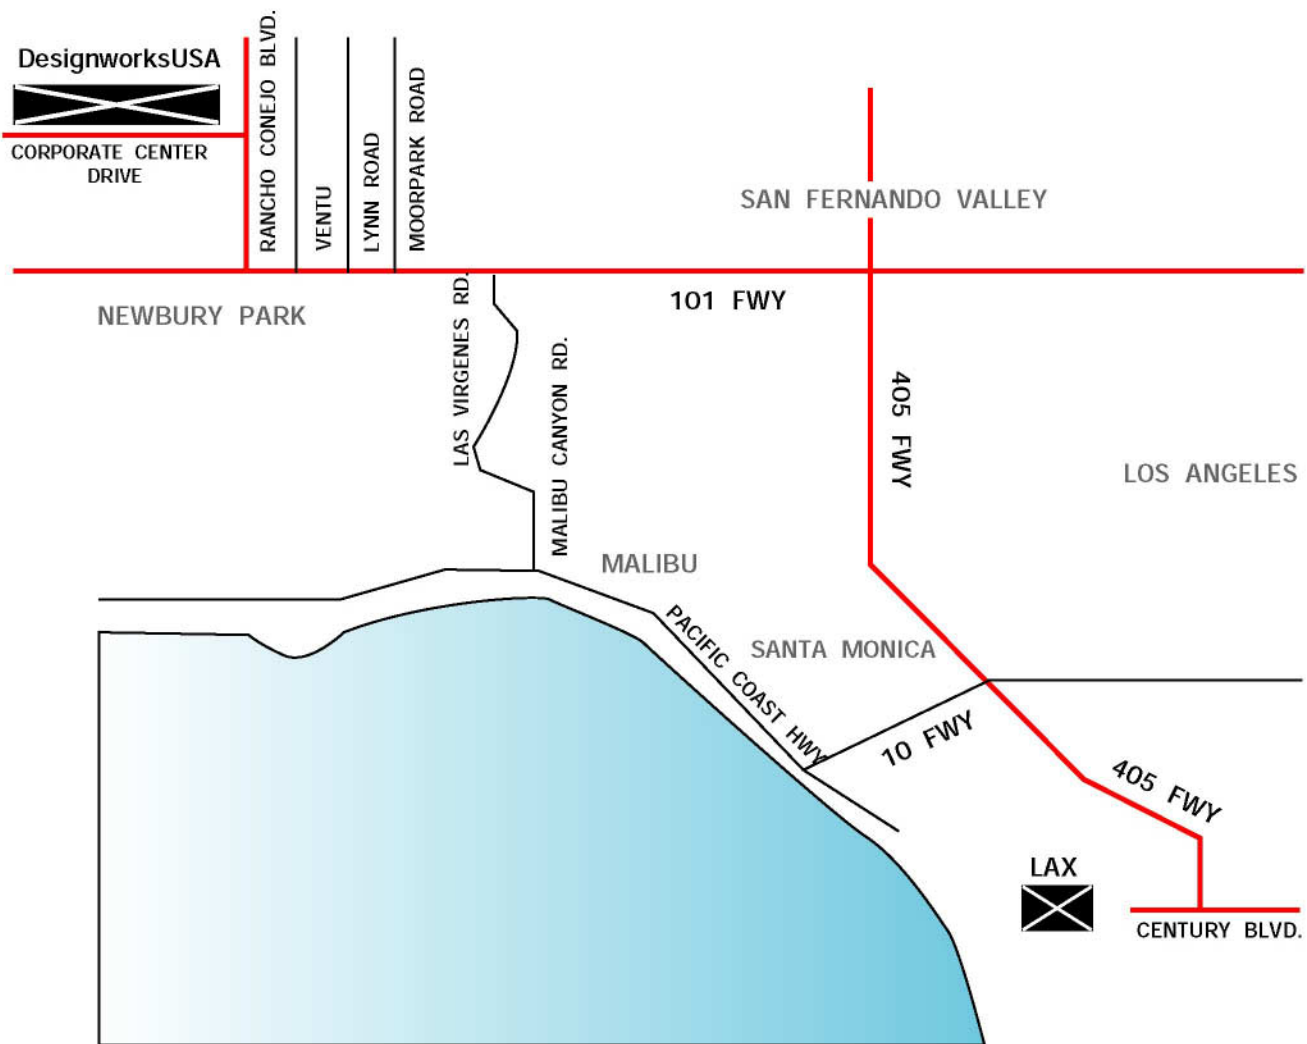 DesignworksUSA
CORPORATE CENTER
DRIVE
RANCHO CONEJO BLVD.
VENTU
LYNN ROAD
MOORPARK ROAD
SAN FERNANDO VALLEY
NEWBURY PARK
101 FWY
LAS VIRGENES RD.
MALIBU CANYON RD.
405 FWY
LOS ANGELES
MALIBU
PACIFIC COAST HWY
SANTA MONICA
10 FWY
405 FWY
LAX
CENTURY BLVD.